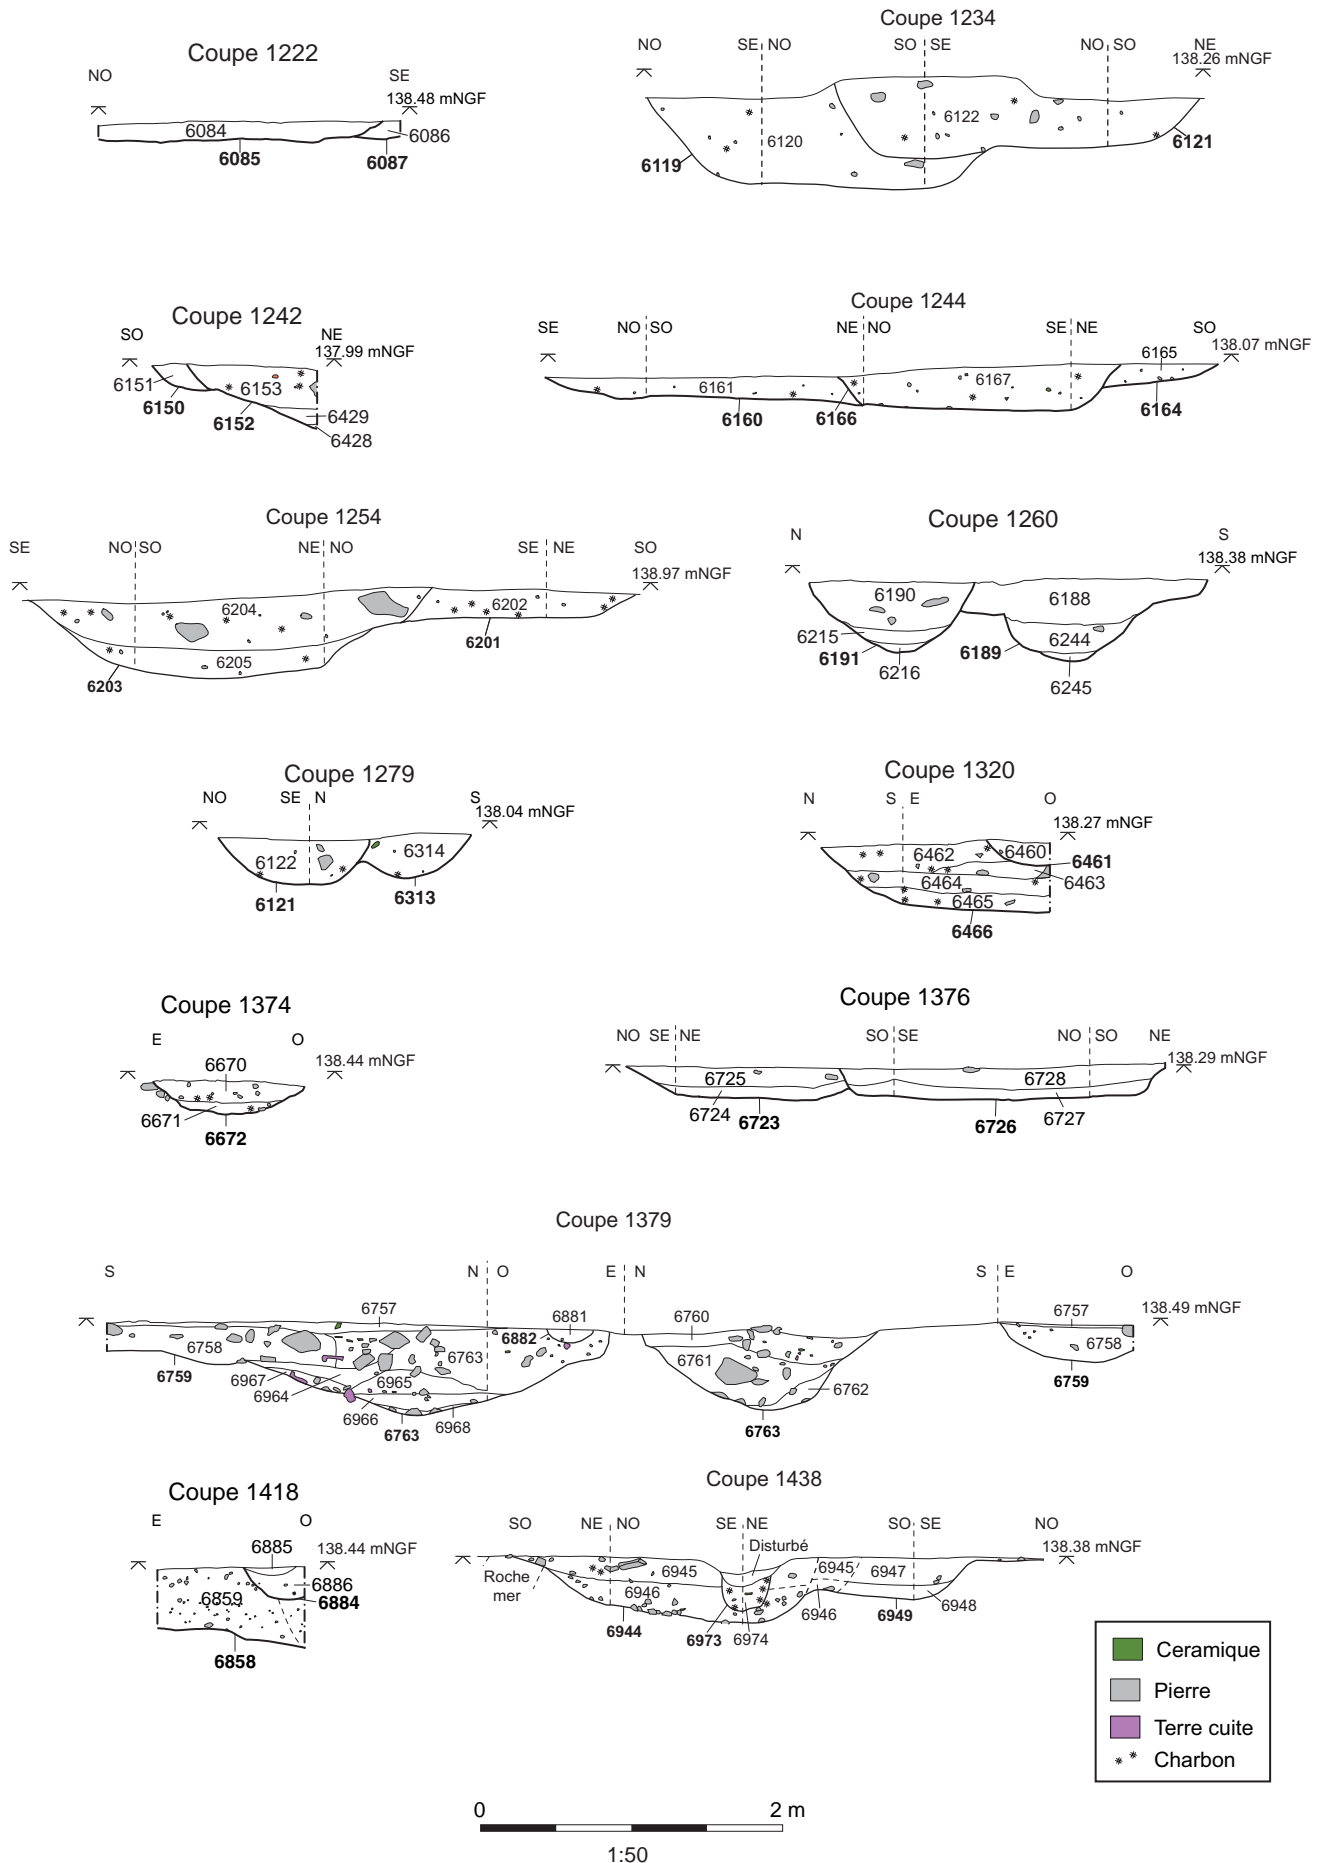 Coupe 1222
NO SE
138.48 mNGF
6084
6086
6085 6087
Coupe 1234
NO SE NO SO SE NO SO NE
138.26 mNGF
6122
6120
6119 6121
Coupe 1242
SO NE
137.99 mNGF
6151 6153
6150
6152
6429
6428
Coupe 1244
SE NO SO NE NO SE NE SO
138.07 mNGF
6165
6161 6167
6160 6166 6164
Coupe 1254
SE NO SO NE NO SE NE SO
138.97 mNGF
6204 6202
6205
6201
6203
Coupe 1260
N S
138.38 mNGF
6190 6188
6215 6244
6191 6189
6216
6245
Coupe 1279
NO SE N S
138.04 mNGF
6122 6314
6121 6313
Coupe 1320
N S E O
138.27 mNGF
6462 6460
6461
6464 6463
6465
6466
Coupe 1374
E O
138.44 mNGF
6670
6671
6672
Coupe 1376
NO SE NE SO SE NO SO NE
138.29 mNGF
6725 6728
6724 6723 6726 6727
Coupe 1379
S N O E N S E O
138.49 mNGF
6757 6881 6760 6757
6882
6758 6763 6761 6758
6759 6967 6965 6762 6759
6964
6966 6763 6968 6763
Coupe 1418
E O
138.44 mNGF
6885
6859 6886
6884
6858
Coupe 1438
SO NE NO SE NE SO SE NO
138.38 mNGF
Disturbé
Roche
mer
6945 6945 6947
6946 6946 6948
6944 6973 6974 6949
Ceramique
Pierre
Terre cuite
Charbon
0 2 m
1:50